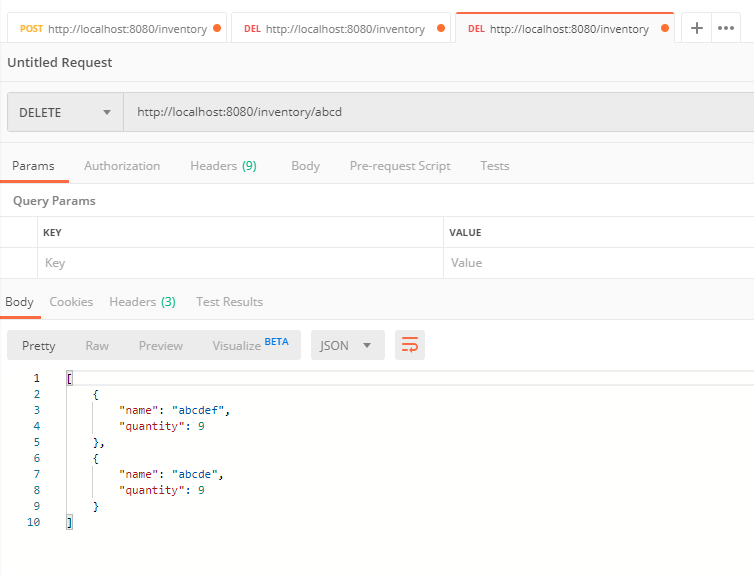 POST http://localhost:8080/inventory DEL http://localhost:8080/inventory DEL http://localhost:8080/inventory + •••
Untitled Request
DELETE http://localhost:8080/inventory/abcd
Params Authorization Headers (9) Body Pre-request Script Tests
Query Params
KEY VALUE
Key Value
Body Cookies Headers (3) Test Results
Pretty Raw Preview Visualize BETA JSON
1 [
2 {
3 "name": "abcdef",
4 "quantity": 9
5 },
6 {
7 "name": "abcde",
8 "quantity": 9
9 }
10 ]